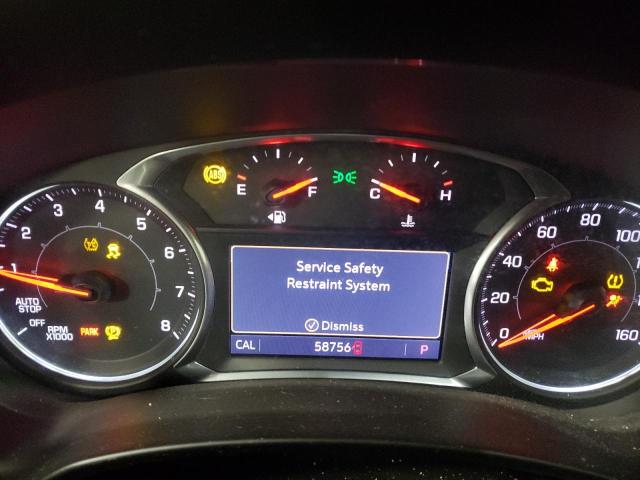 ABS
E F C H
1 2 3 4 5 6 7 8
AUTO
STOP
OFF
RPM
X1000
PARK
Service Safety
Restraint System
Dismiss
CAL 58756 P
0 20 40 60 80 100 160
MPH